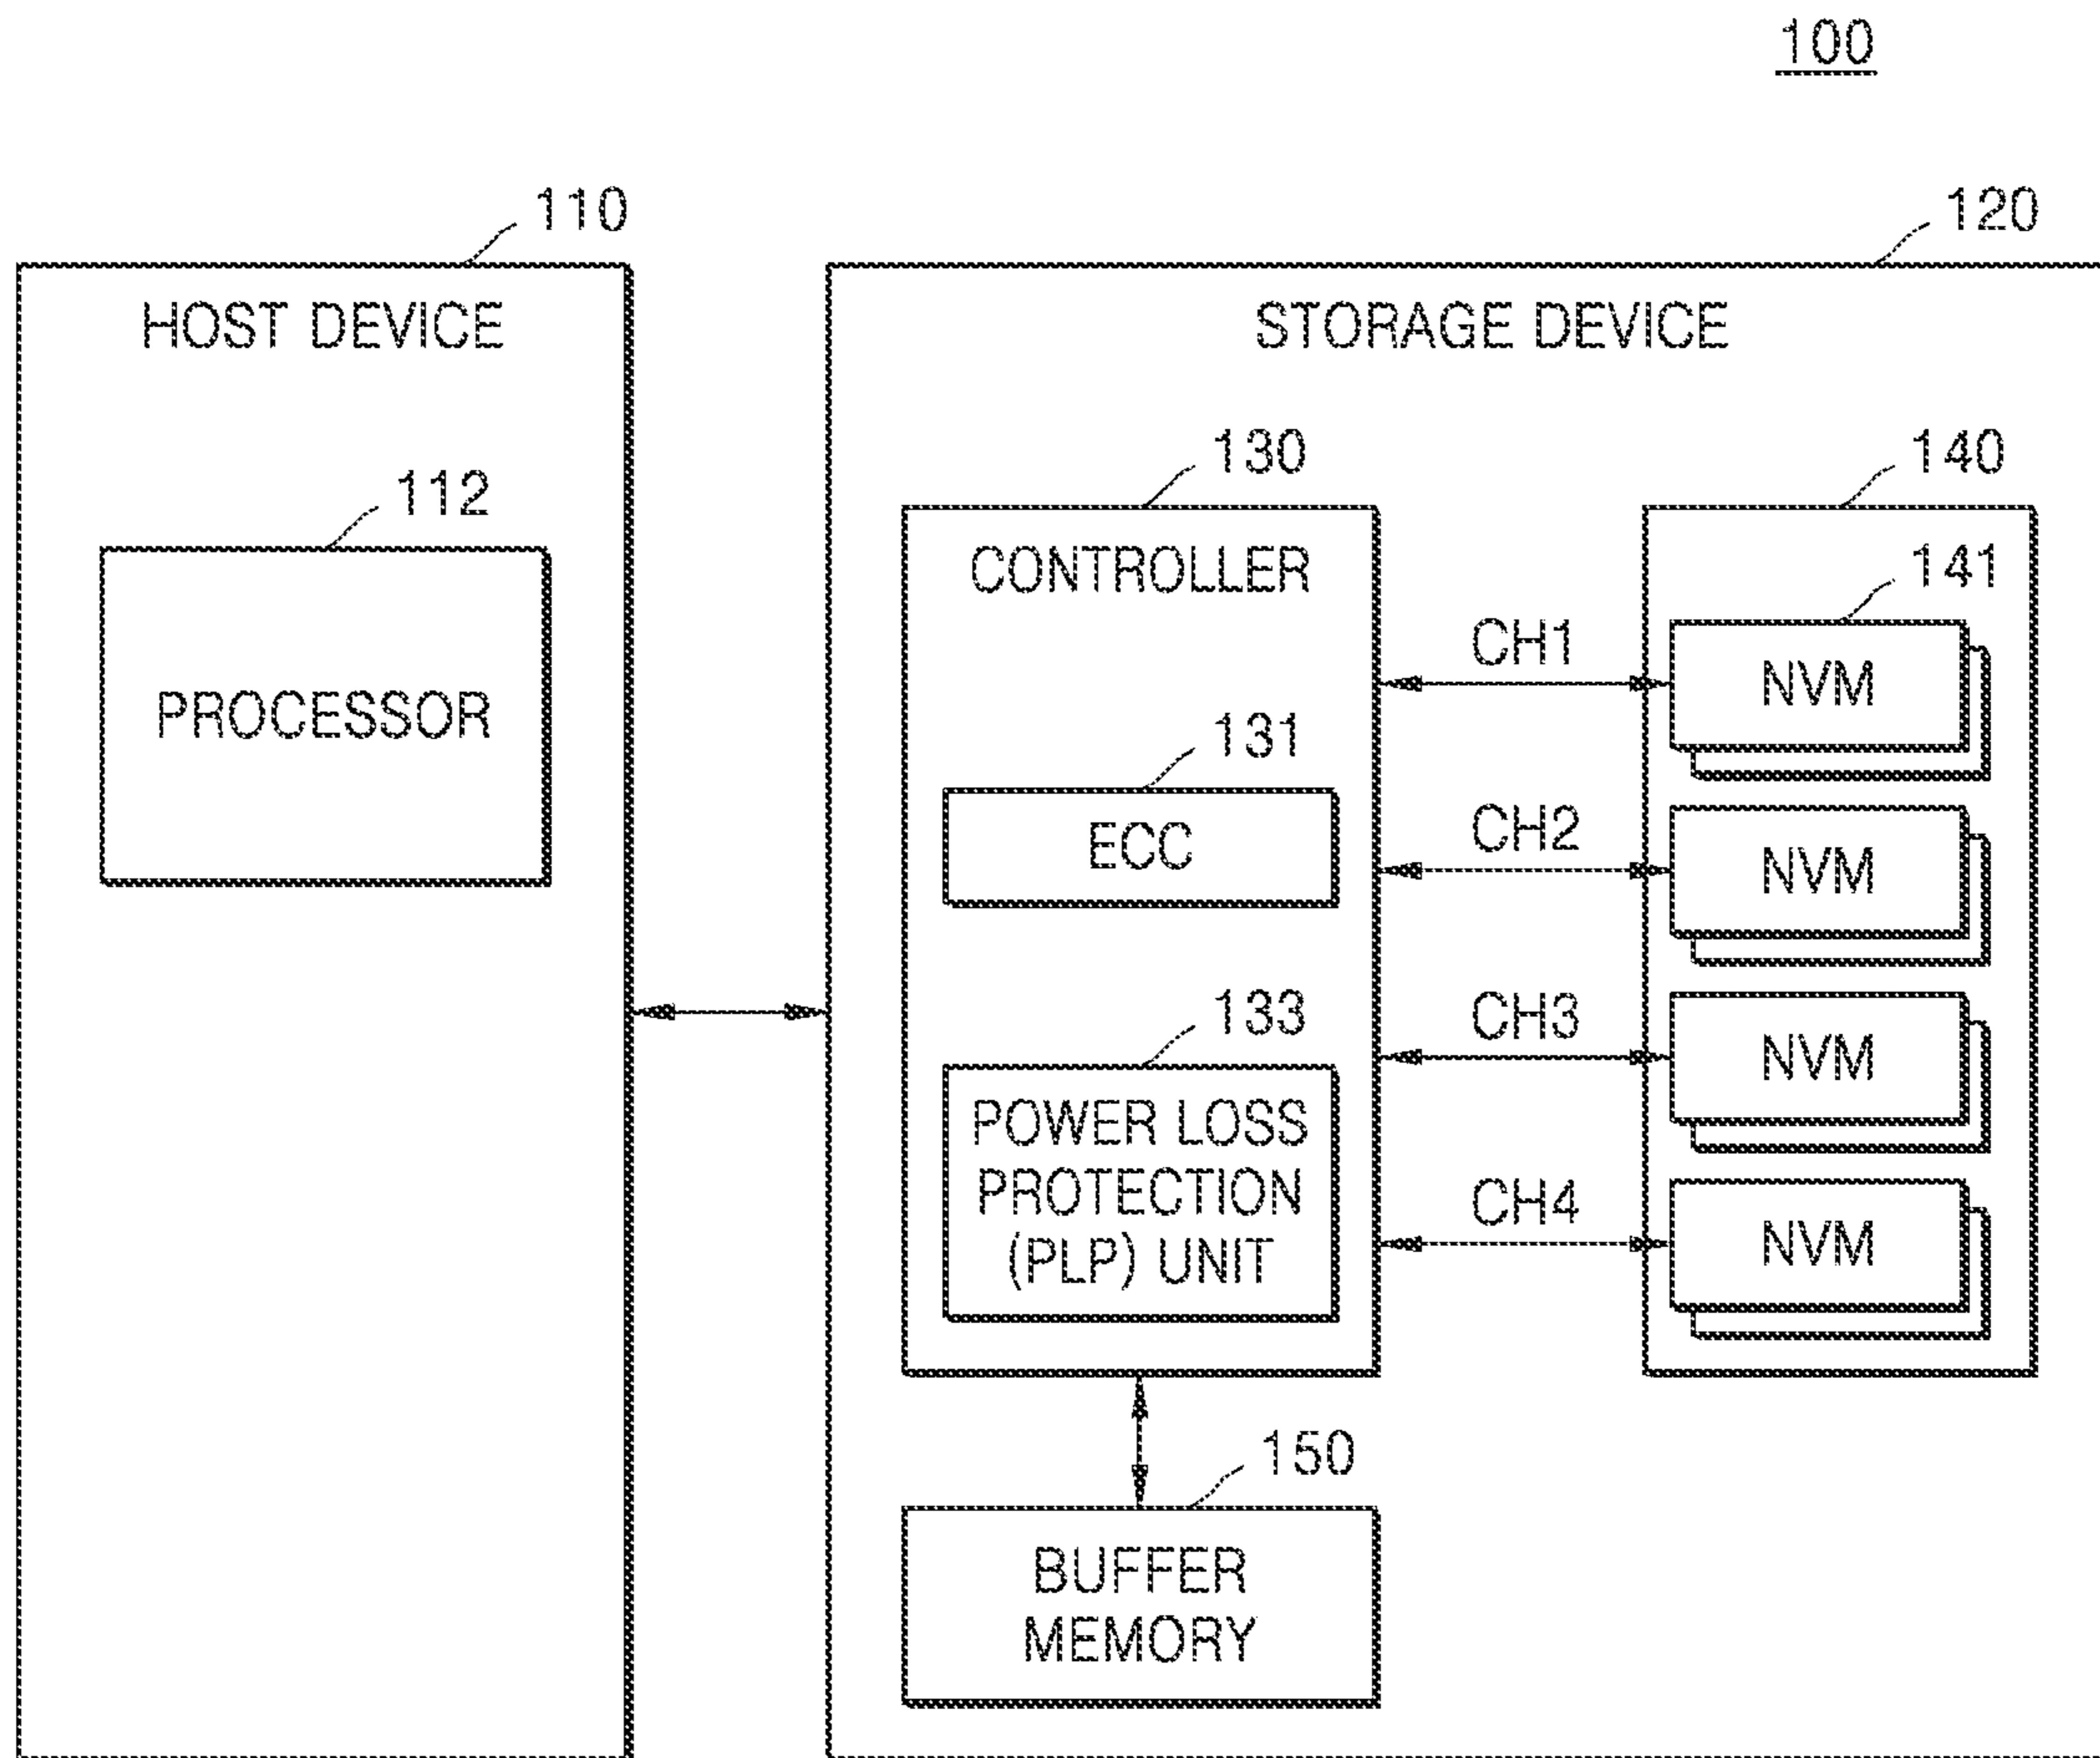 100
110
120
HOST DEVICE
STORAGE DEVICE
112
PROCESSOR
130
CONTROLLER
131
ECC
133
POWER LOSS
PROTECTION
(PLP) UNIT
CH1
CH2
CH3
CH4
140
141
NVM
NVM
NVM
NVM
150
BUFFER
MEMORY